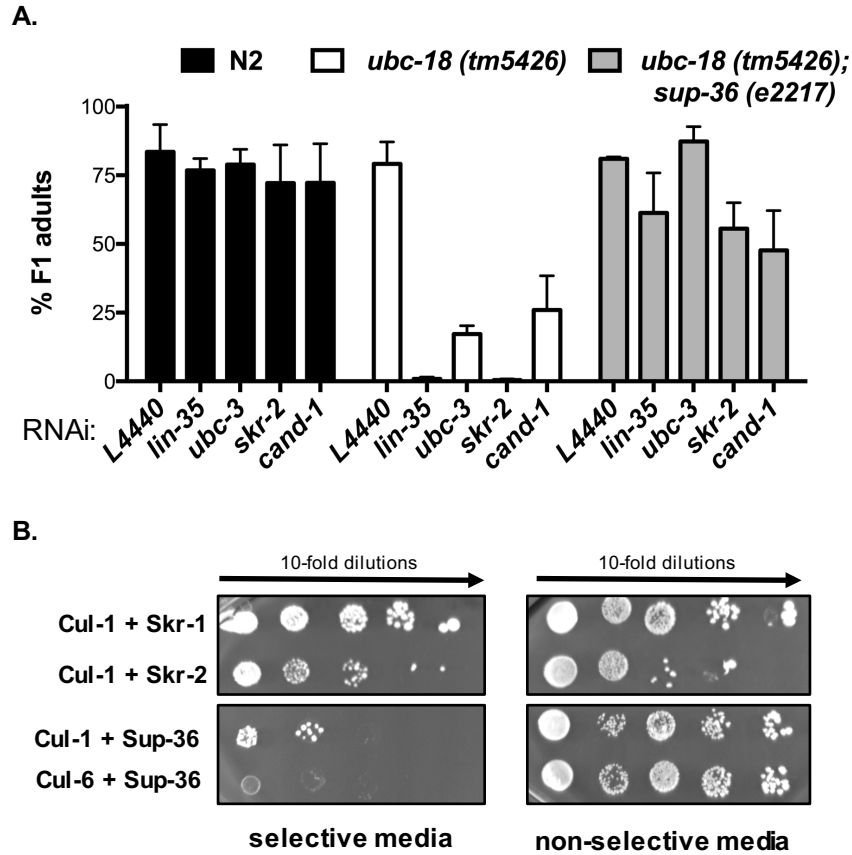 A.
N2 ubc-18 (tm5426) ubc-18 (tm5426);
sup-36 (e2217)
100
75
50
25
0
% F1 adults
RNAi: L4440 lin-35 ubc-3 skr-2 cand-1 L4440 lin-35 ubc-3 skr-2 cand-1 L4440 lin-35 ubc-3 skr-2 cand-1
B.
10-fold dilutions 10-fold dilutions
Cul-1 + Skr-1
Cul-1 + Skr-2
Cul-1 + Sup-36
Cul-6 + Sup-36
selective media non-selective media